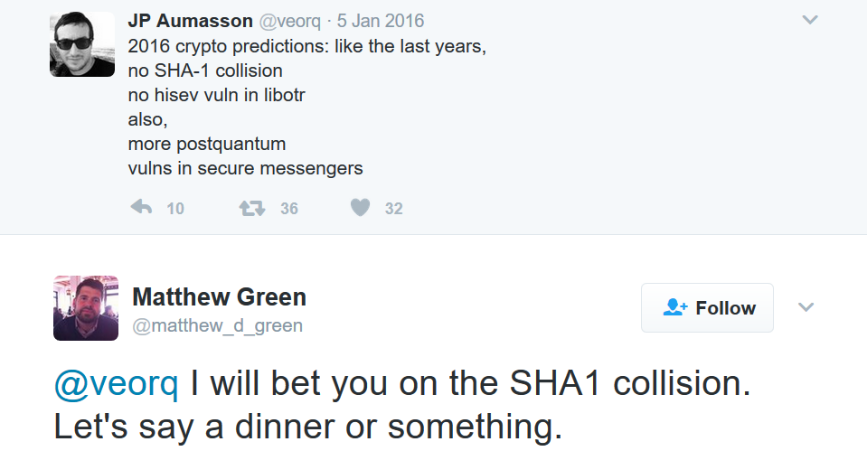 JP Aumasson @veorq · 5 Jan 2016
2016 crypto predictions: like the last years,
no SHA-1 collision
no hisev vuln in libotr
also,
more postquantum
vulns in secure messengers
10 36 32
Matthew Green
Follow
@matthew_d_green
@veorq I will bet you on the SHA1 collision.
Let's say a dinner or something.